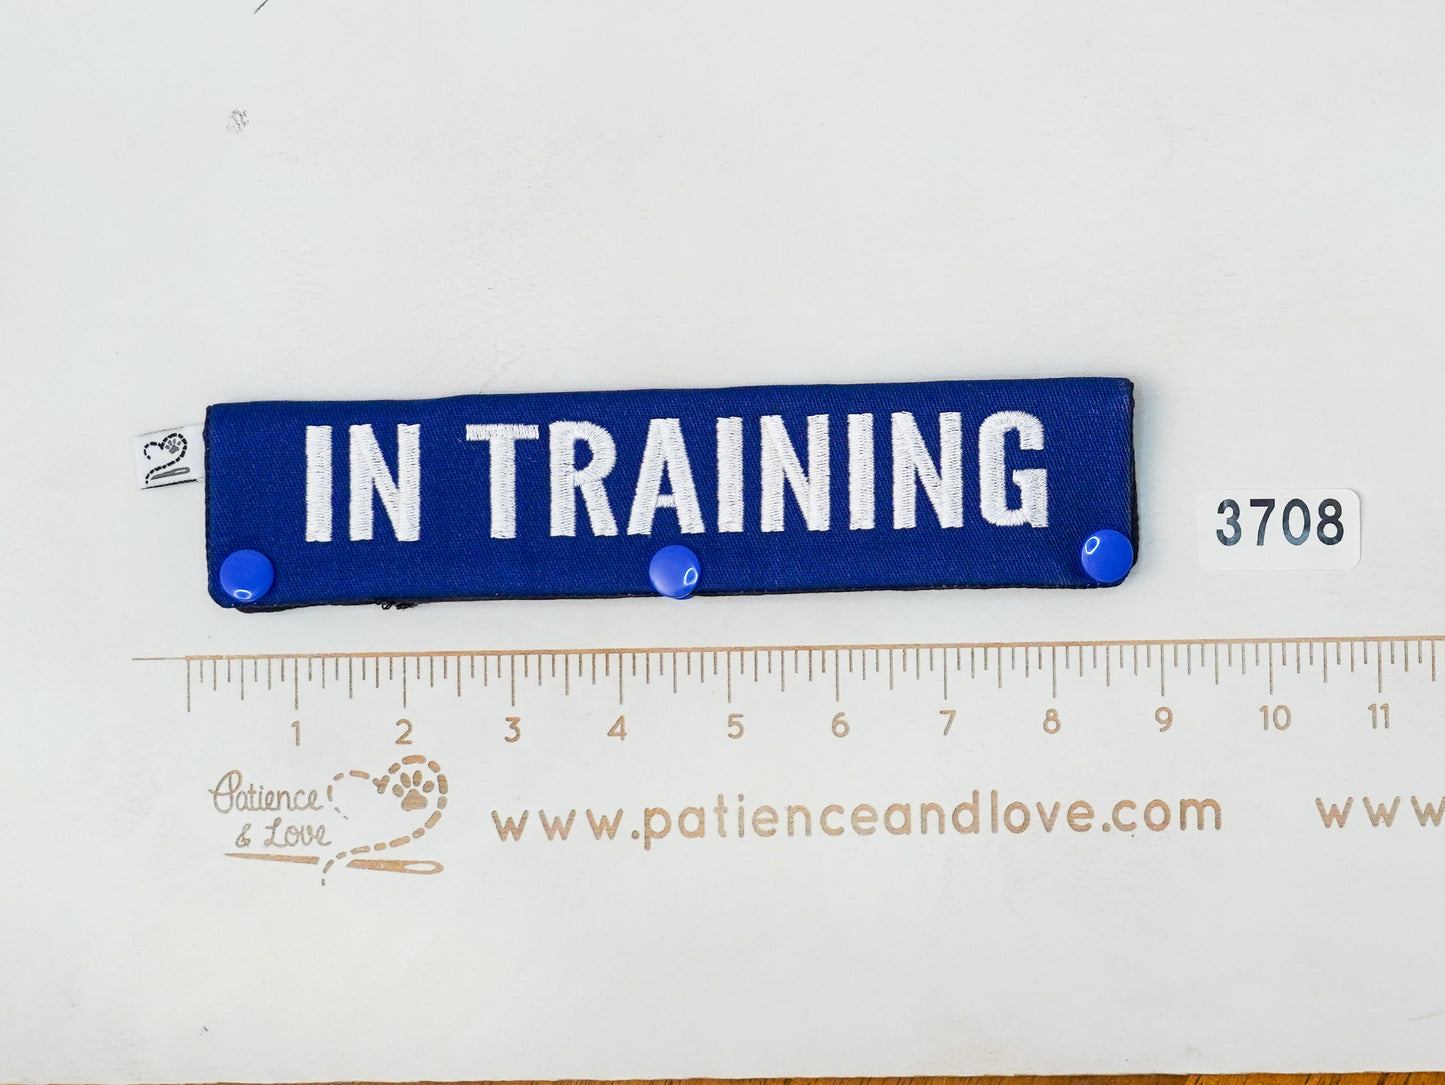 IN TRAINING
3708
1 2 3 4 5 6 7 8 9 10 11
Patience
& Love
www.patienceandlove.com
www